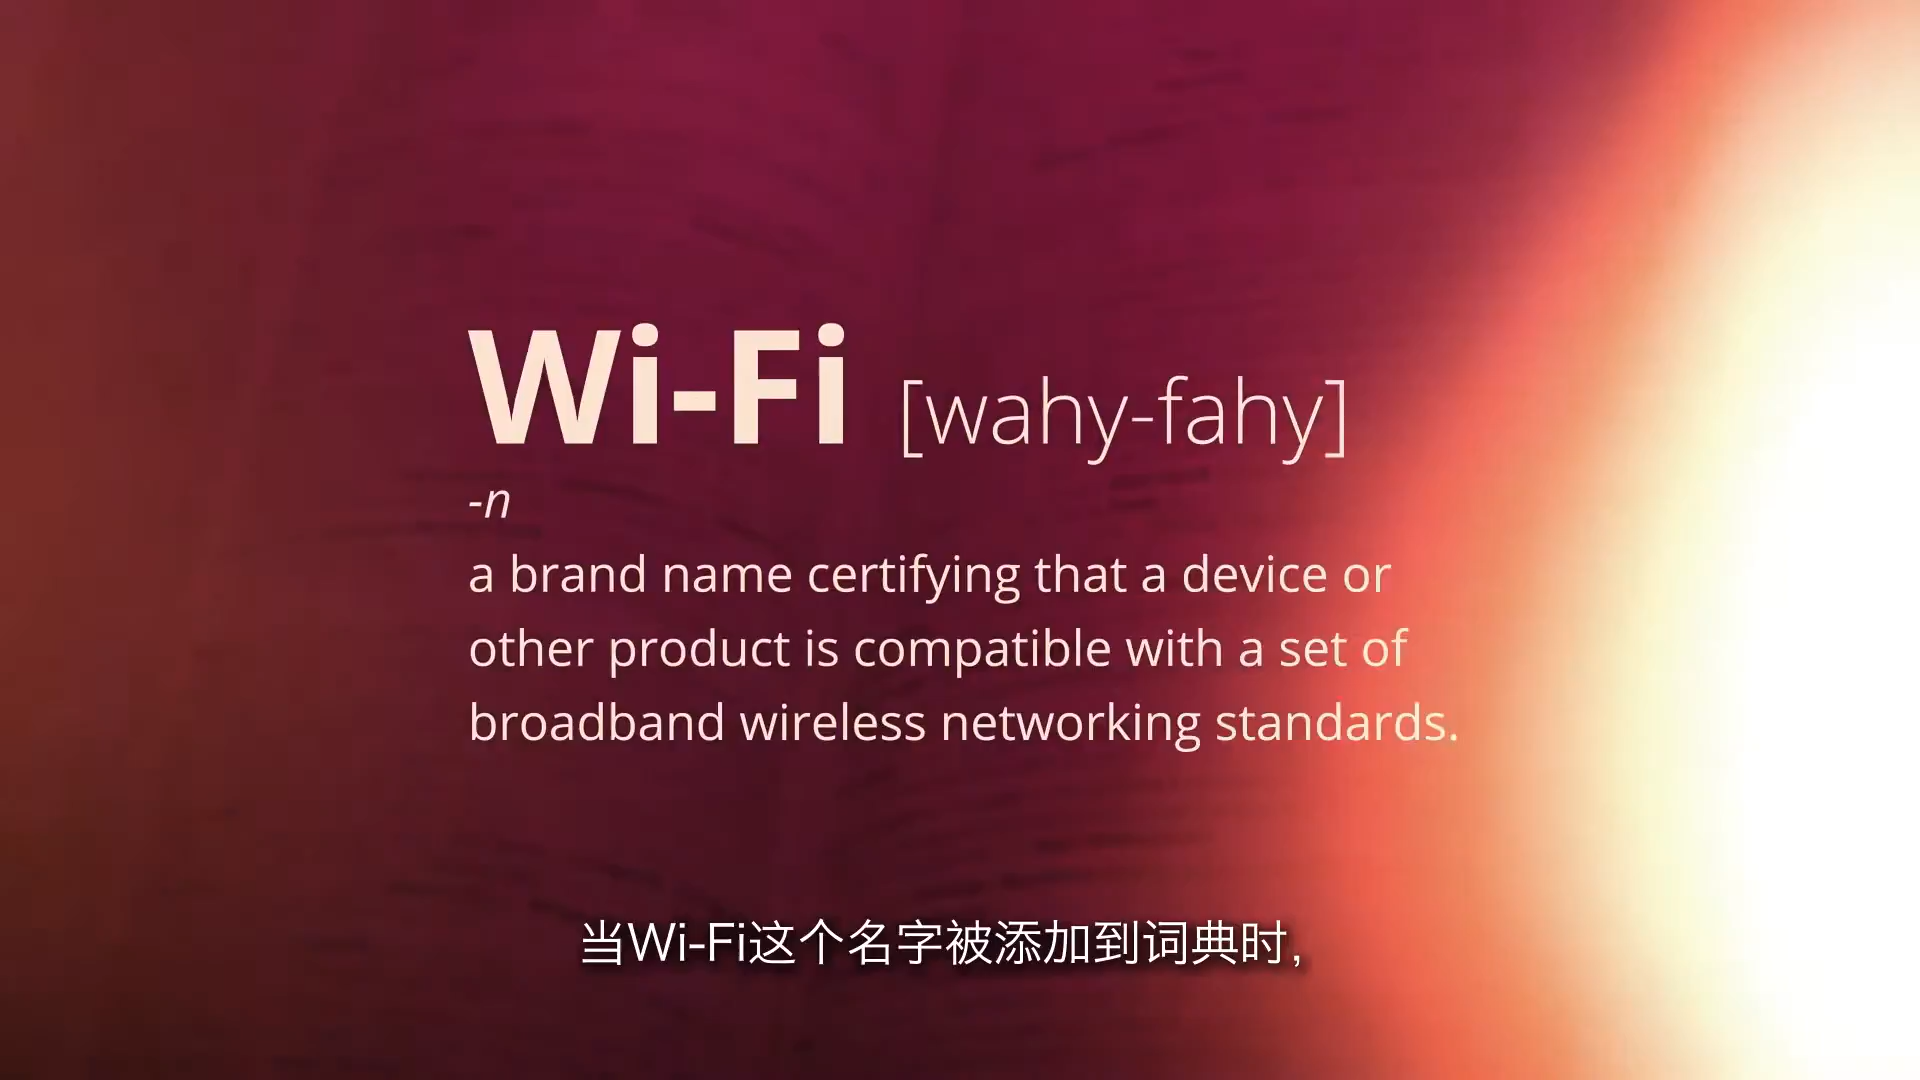 Wi-Fi [wahy-fahy]
-n
a brand name certifying that a device or
other product is compatible with a set of
broadband wireless networking standards.
当Wi-Fi这个名字被添加到词典时,